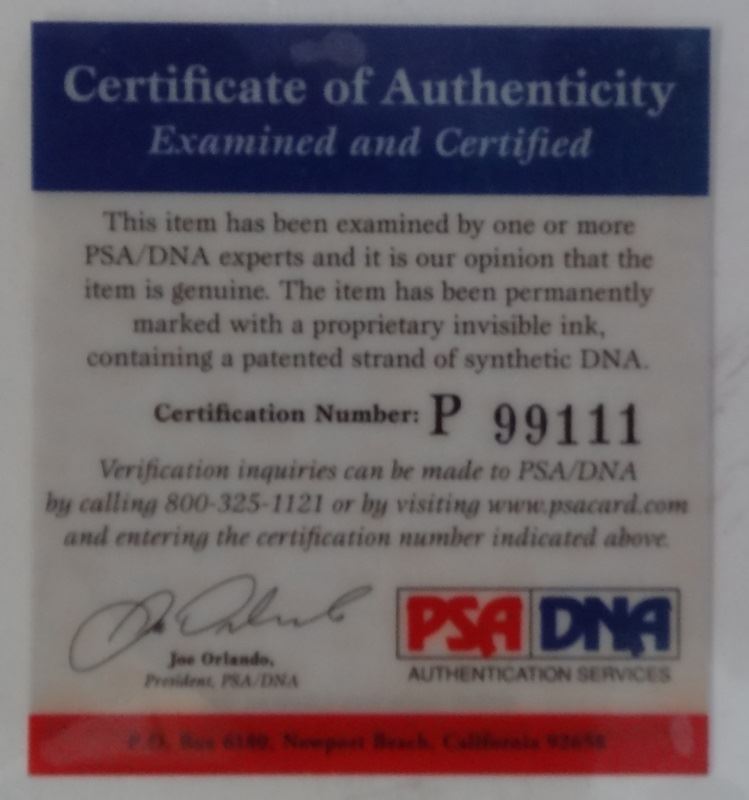 Certificate of Authenticity
Examined and Certified
This item has been examined by one or more
PSA/DNA experts and it is our opinion that the
item is genuine. The item has been permanently
marked with a proprietary invisible ink,
containing a patented strand of synthetic DNA.
Certification Number: P 99111
Verification inquiries can be made to PSA/DNA
by calling 800-325-1121 or by visiting www.psacard.com
and entering the certification number indicated above.
Joe Orlando,
President, PSA/DNA
PSA DNA
AUTHENTICATION SERVICES
P.O. Box 6180, Newport Beach, California 92658